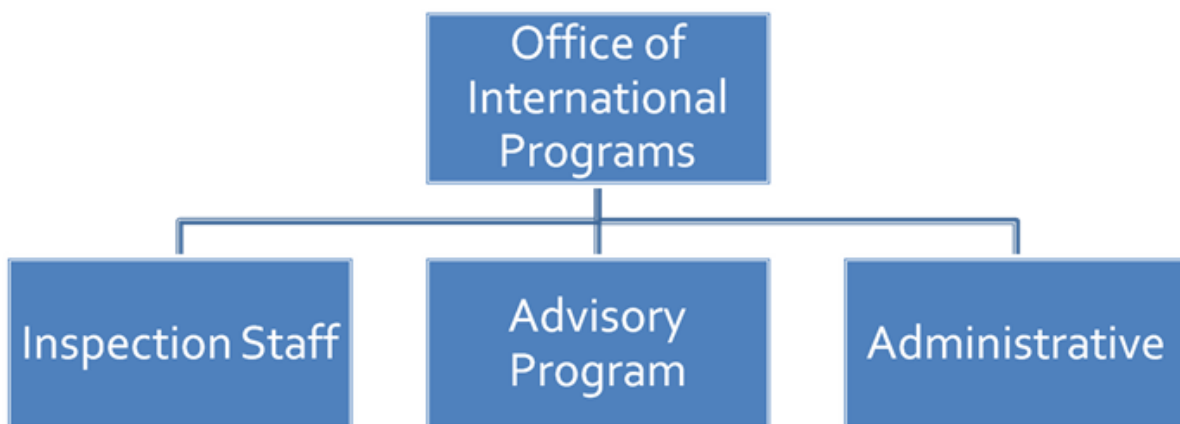 Office of
International
Programs
Inspection Staff
Advisory
Program
Administrative